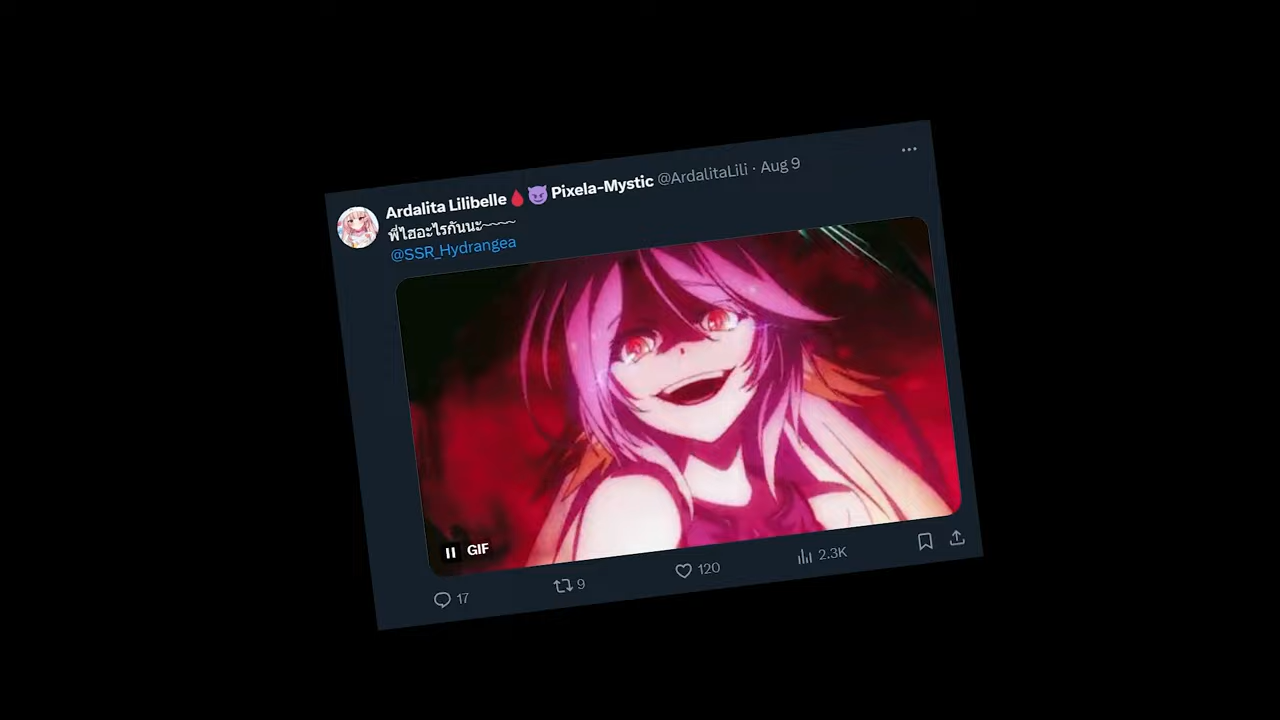 Ardalita Lilibelle🩸😈Pixela-Mystic @ArdalitaLili · Aug 9
พี่ไฮอะไรกันนะ~~~~
@SSR_Hydrangea
GIF
17 9 120 2.3K